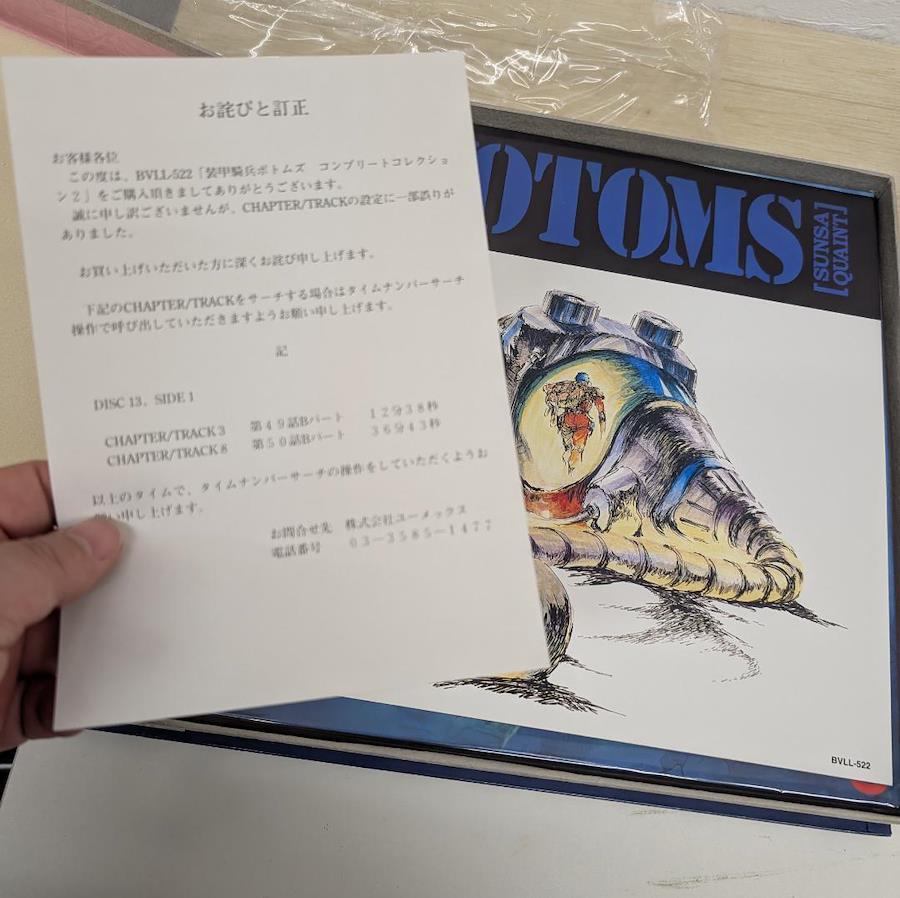 お詫びと訂正
お客様各位
この度は、BVLL-522「装甲騎兵ボトムズ　コンプリートコレクショ
ン２」をご購入頂きましてありがとうございます。
誠に申し訳ございませんが、CHAPTER/TRACKの設定に一部誤りが
ありました。
お買い上げいただいた方に深くお詫び申し上げます。
下記のCHAPTER/TRACKをサーチする場合はタイムナンバーサーチ
操作で呼び出していただきますようお願い申し上げます。
記
DISC 13、SIDE 1
CHAPTER/TRACK 3　第４９話Bパート　１２分３８秒
CHAPTER/TRACK 8　第５０話Bパート　３６分４３秒
以上のタイムで、タイムナンバーサーチの操作をしていただくようお
い申し上げます。
お問合せ先　株式会社ユーメックス
電話番号　０３－３５８５－１４７７
OTOMS
[SUNSA]
[QUAINT]
BVLL-522